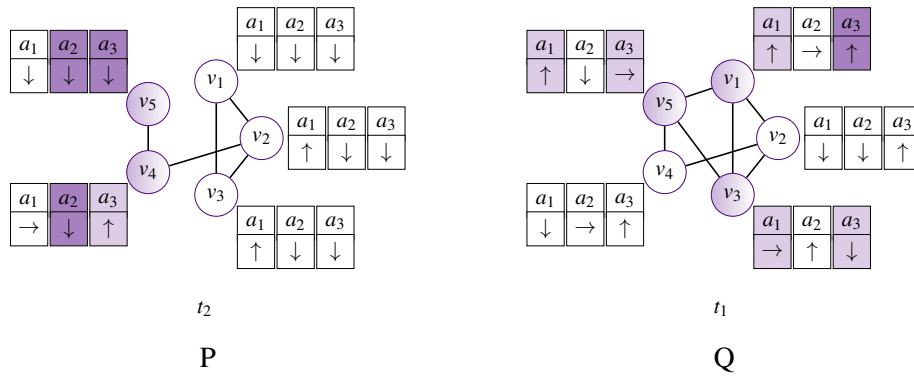 a1 a2 a3
↓ ↓ ↓
a1 a2 a3
↓ ↓ ↓
v1
v5
a1 a2 a3
↑ ↓ ↓
v2
v4
v3
a1 a2 a3
→ ↓ ↑
a1 a2 a3
↑ ↓ ↓
t2
P
a1 a2 a3
↑ → ↑
a1 a2 a3
↑ ↓ →
v1
v5
a1 a2 a3
↓ ↓ ↑
v2
v4
v3
a1 a2 a3
↓ → ↑
a1 a2 a3
→ ↑ ↓
t1
Q